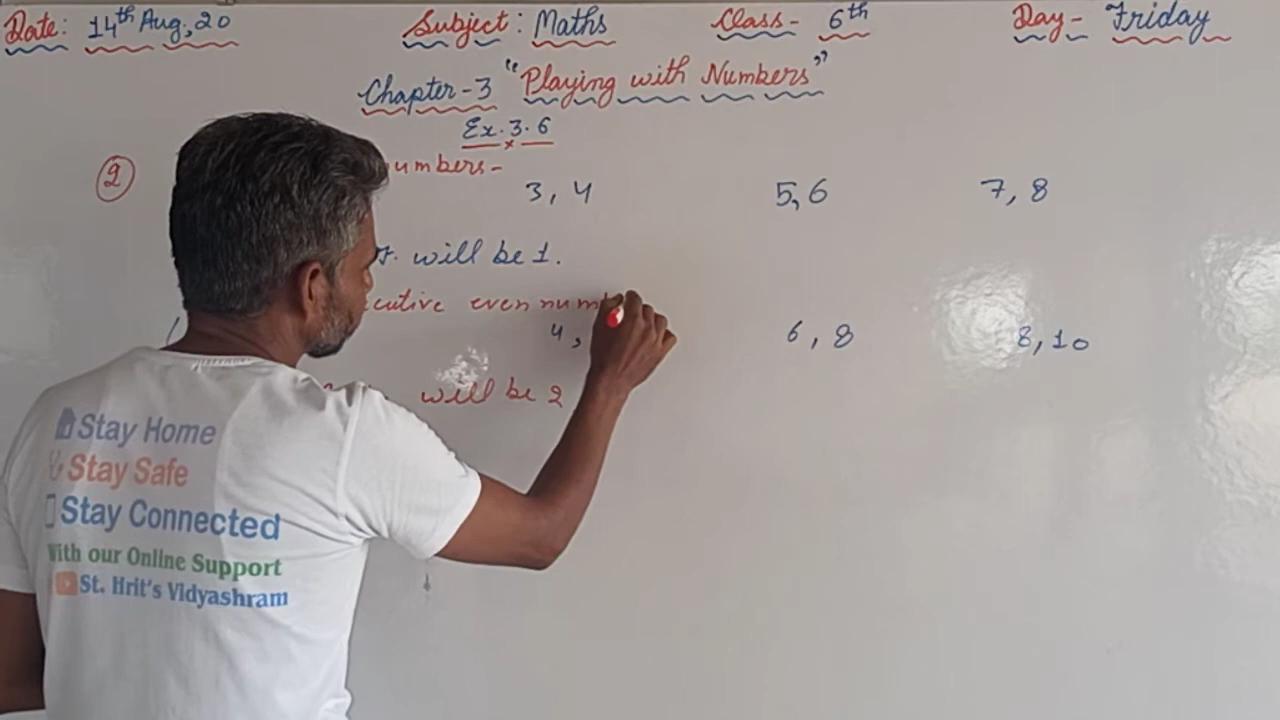 Date: 14th Aug, 20 Subject: Maths Class- 6th Day- Friday
Chapter-3 "Playing with Numbers"
Ex. 3.6
2 umbers-
3, 4 5, 6 7, 8
will be 1.
cutive even num
4, 6, 8 8, 10
will be 2
Stay Home
Stay Safe
Stay Connected
With our Online Support
St. Hrit's Vidyashram